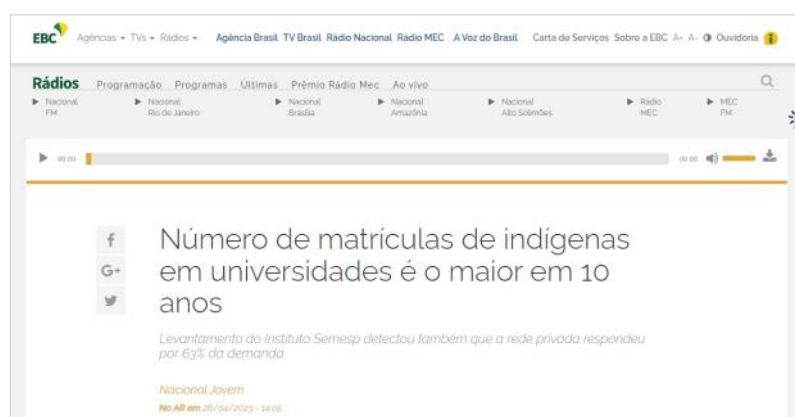 EBC Agências TVs Rádios Agência Brasil TV Brasil Rádio Nacional Rádio MEC A Voz do Brasil Carta de Serviços Sobre a EBC A+ A- Ouvidoria i
Rádios Programação Programas Últimas Prêmio Rádio Mec Ao vivo
Nacional FM
Nacional Rio de Janeiro
Nacional Brasília
Nacional Amazônia
Nacional Alto Solimões
Rádio MEC
MEC FM
00:00 00:00
Número de matrículas de indígenas
em universidades é o maior em 10
anos
Levantamento do Instituto Semesp detectou também que a rede privada respondeu
por 63% da demanda
Nacional Jovem
No AR em 26/04/2023 - 14:05